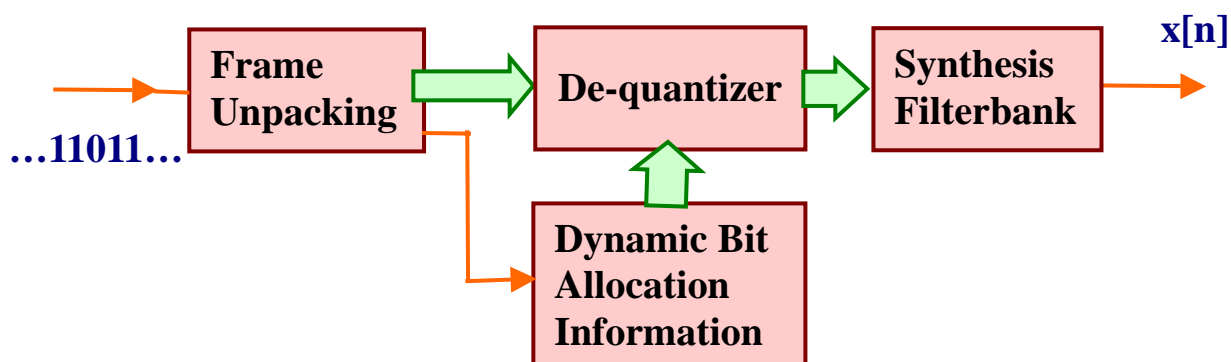 x[n]
Frame
Unpacking
De-quantizer
Synthesis
Filterbank
…11011…
Dynamic Bit
Allocation
Information